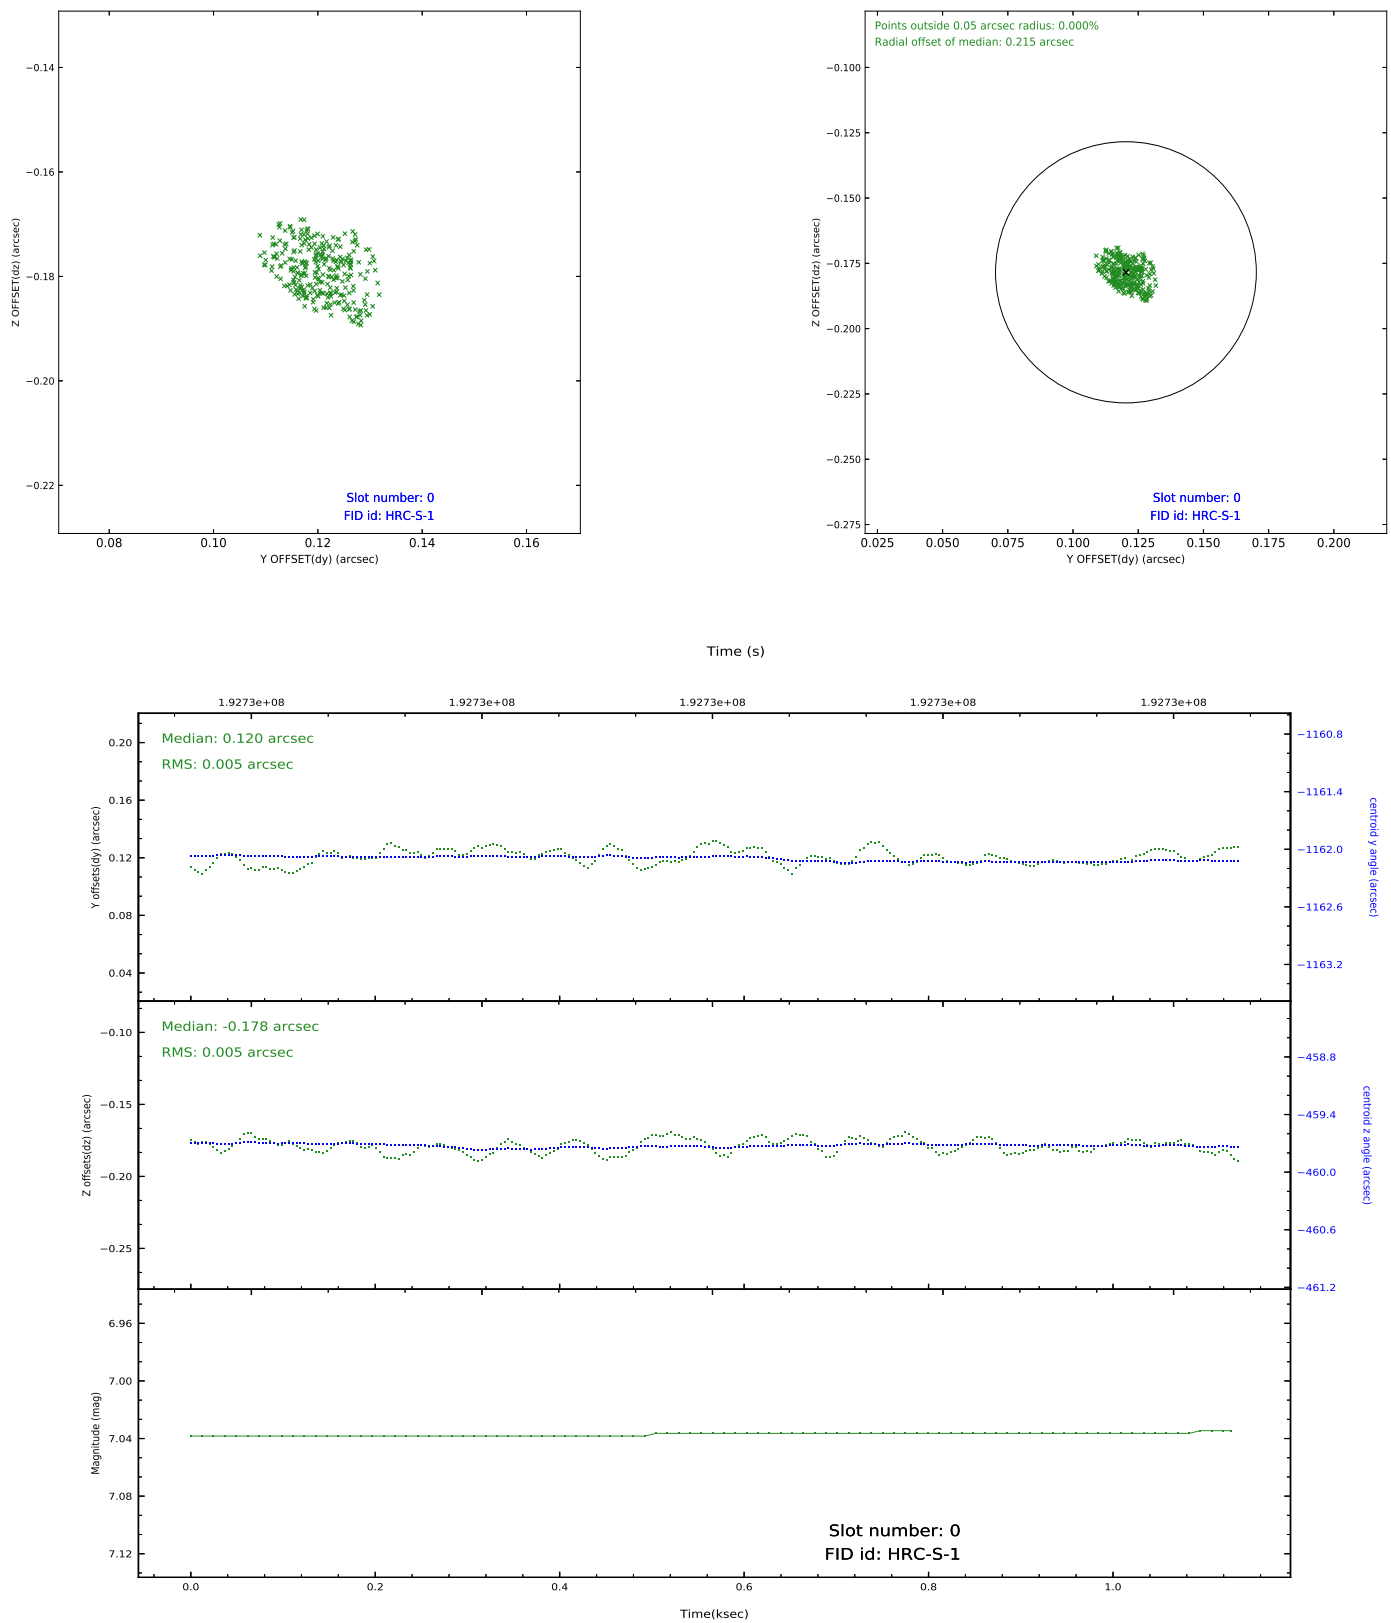 −0.14
−0.16
−0.18
−0.20
−0.22
Z OFFSET(dz) (arcsec)
Slot number: 0
FID id: HRC-S-1
0.08 0.10 0.12 0.14 0.16
Y OFFSET(dy) (arcsec)
Points outside 0.05 arcsec radius: 0.000%
Radial offset of median: 0.215 arcsec
−0.100
−0.125
−0.150
−0.175
−0.200
−0.225
−0.250
−0.275
Z OFFSET(dz) (arcsec)
Slot number: 0
FID id: HRC-S-1
0.025 0.050 0.075 0.100 0.125 0.150 0.175 0.200
Y OFFSET(dy) (arcsec)
Time (s)
1.9273e+08 1.9273e+08 1.9273e+08 1.9273e+08 1.9273e+08
Median: 0.120 arcsec
RMS: 0.005 arcsec
0.20
0.16
0.12
0.08
0.04
Y offsets(dy) (arcsec)
−1160.8
−1161.4
−1162.0
−1162.6
−1163.2
centroid y angle (arcsec)
Median: -0.178 arcsec
RMS: 0.005 arcsec
−0.10
−0.15
−0.20
−0.25
Z offsets(dz) (arcsec)
−458.8
−459.4
−460.0
−460.6
−461.2
centroid z angle (arcsec)
6.96
7.00
7.04
7.08
7.12
Magnitude (mag)
Slot number: 0
FID id: HRC-S-1
0.0 0.2 0.4 0.6 0.8 1.0
Time(ksec)